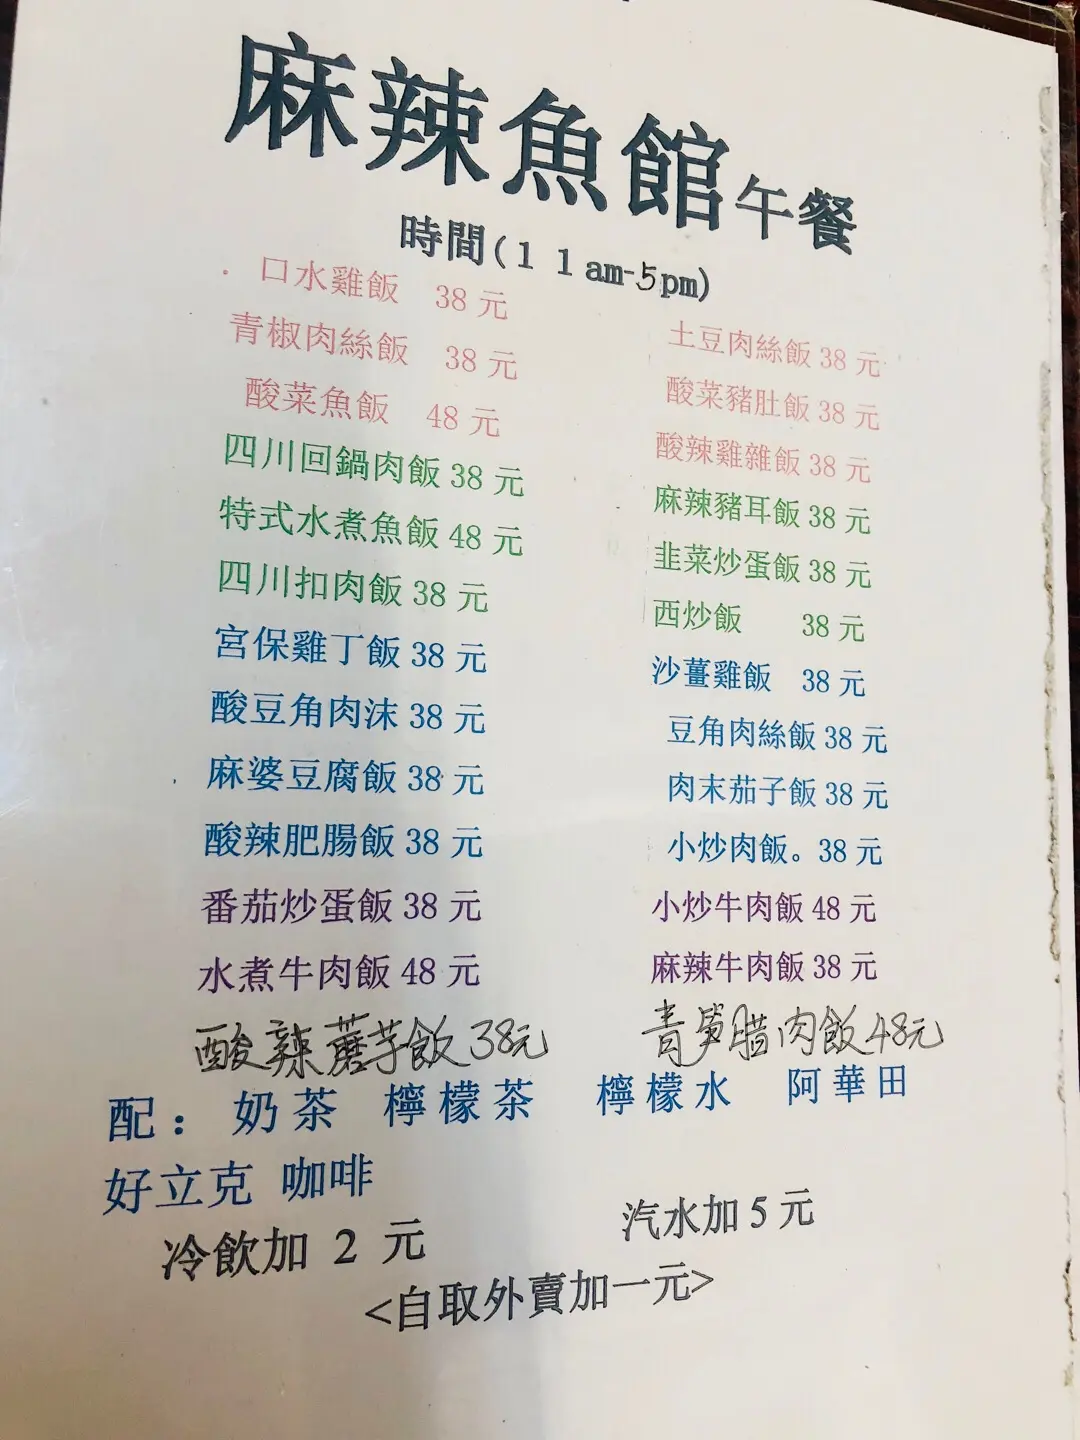 麻辣魚館午餐
時間(11am-5pm)
口水雞飯 38元
青椒肉絲飯 38元
酸菜魚飯 48元
四川回鍋肉飯 38元
特式水煮魚飯 48元
四川扣肉飯 38元
宮保雞丁飯 38元
酸豆角肉沫 38元
麻婆豆腐飯 38元
酸辣肥腸飯 38元
番茄炒蛋飯 38元
水煮牛肉飯 48元
酸辣蘑芋飯 38元
土豆肉絲飯 38元
酸菜豬肚飯 38元
酸辣雞雜飯 38元
麻辣豬耳飯 38元
韭菜炒蛋飯 38元
西炒飯 38元
沙薑雞飯 38元
豆角肉絲飯 38元
肉末茄子飯 38元
小炒肉飯。38元
小炒牛肉飯 48元
麻辣牛肉飯 38元
青笋腊肉飯 48元
配：奶茶 檸檬茶 檸檬水 阿華田
好立克 咖啡
冷飲加 2 元 汽水加 5 元
<自取外賣加一元>